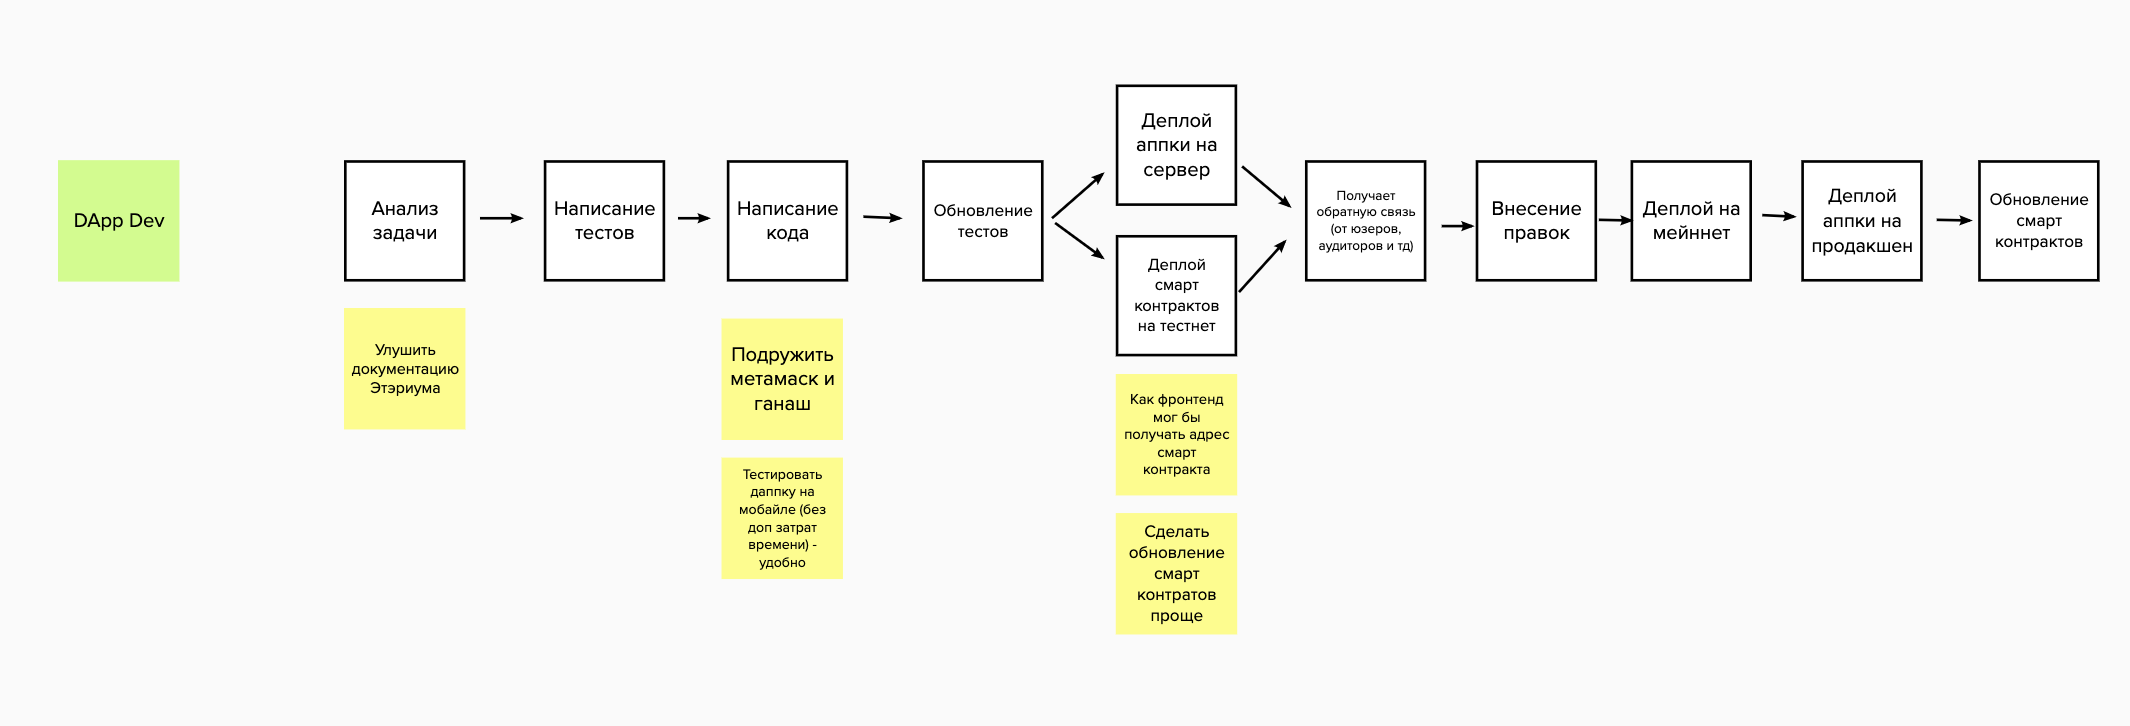 DApp Dev
Анализ
задачи
Написание
тестов
Написание
кода
Обновление
тестов
Деплой
аппки на
сервер
Деплой
смарт
контрактов
на тестнет
Получает
обратную связь
(от юзеров,
аудиторов и тд)
Внесение
правок
Деплой на
мейннет
Деплой
аппки на
продакшен
Обновление
смарт
контрактов
Улушить
документацию
Этэриума
Подружить
метамаск и
ганаш
Тестировать
даппку на
мобайле (без
доп затрат
времени) -
удобно
Как фронтенд
мог бы
получать адрес
смарт
контракта
Сделать
обновление
смарт
контратов
проще